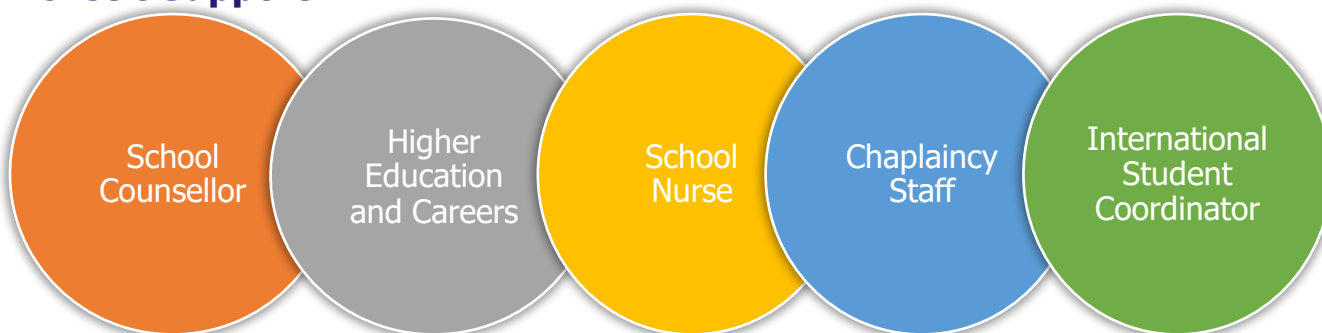 School
Counsellor
Higher
Education
and Careers
School
Nurse
Chaplaincy
Staff
International
Student
Coordinator